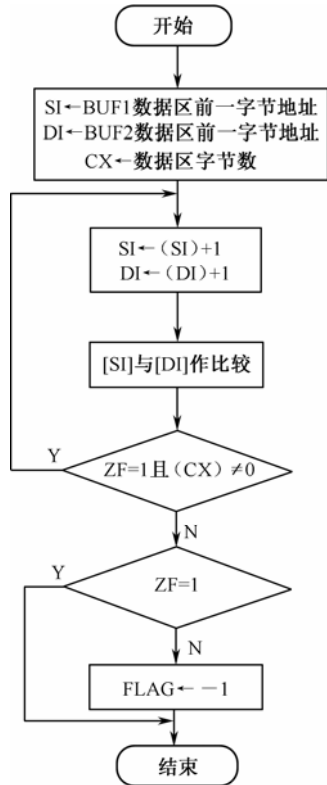 开始
SI←BUF1数据区前一字节地址
DI←BUF2数据区前一字节地址
CX←数据区字节数
SI←(SI)+1
DI←(DI)+1
[SI]与[DI]作比较
Y
ZF=1且(CX)≠0
N
Y
ZF=1
N
FLAG←-1
结束